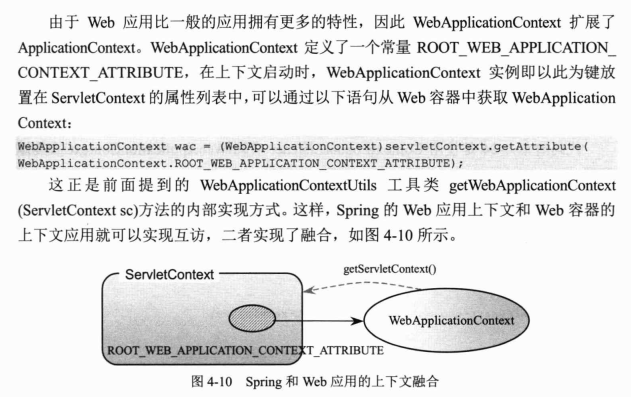 由于 Web 应用比一般的应用拥有更多的特性，因此 WebApplicationContext 扩展了
ApplicationContext。WebApplicationContext 定义了一个常量 ROOT_WEB_APPLICATION_
CONTEXT_ATTRIBUTE，在上下文启动时，WebApplicationContext 实例即以此为键放
置在 ServletContext 的属性列表中，可以通过以下语句从 Web 容器中获取 WebApplication
Context：
WebApplicationContext wac = (WebApplicationContext)servletContext.getAttribute(
WebApplicationContext.ROOT_WEB_APPLICATION_CONTEXT_ATTRIBUTE);
这正是前面提到的 WebApplicationContextUtils 工具类 getWebApplicationContext
(ServletContext sc)方法的内部实现方式。这样，Spring 的 Web 应用上下文和 Web 容器的
上下文应用就可以实现互访，二者实现了融合，如图 4-10 所示。
ServletContext
getServletContext()
WebApplicationContext
ROOT_WEB_APPLICATION_CONTEXT_ATTRIBUTE
图 4-10 Spring 和 Web 应用的上下文融合